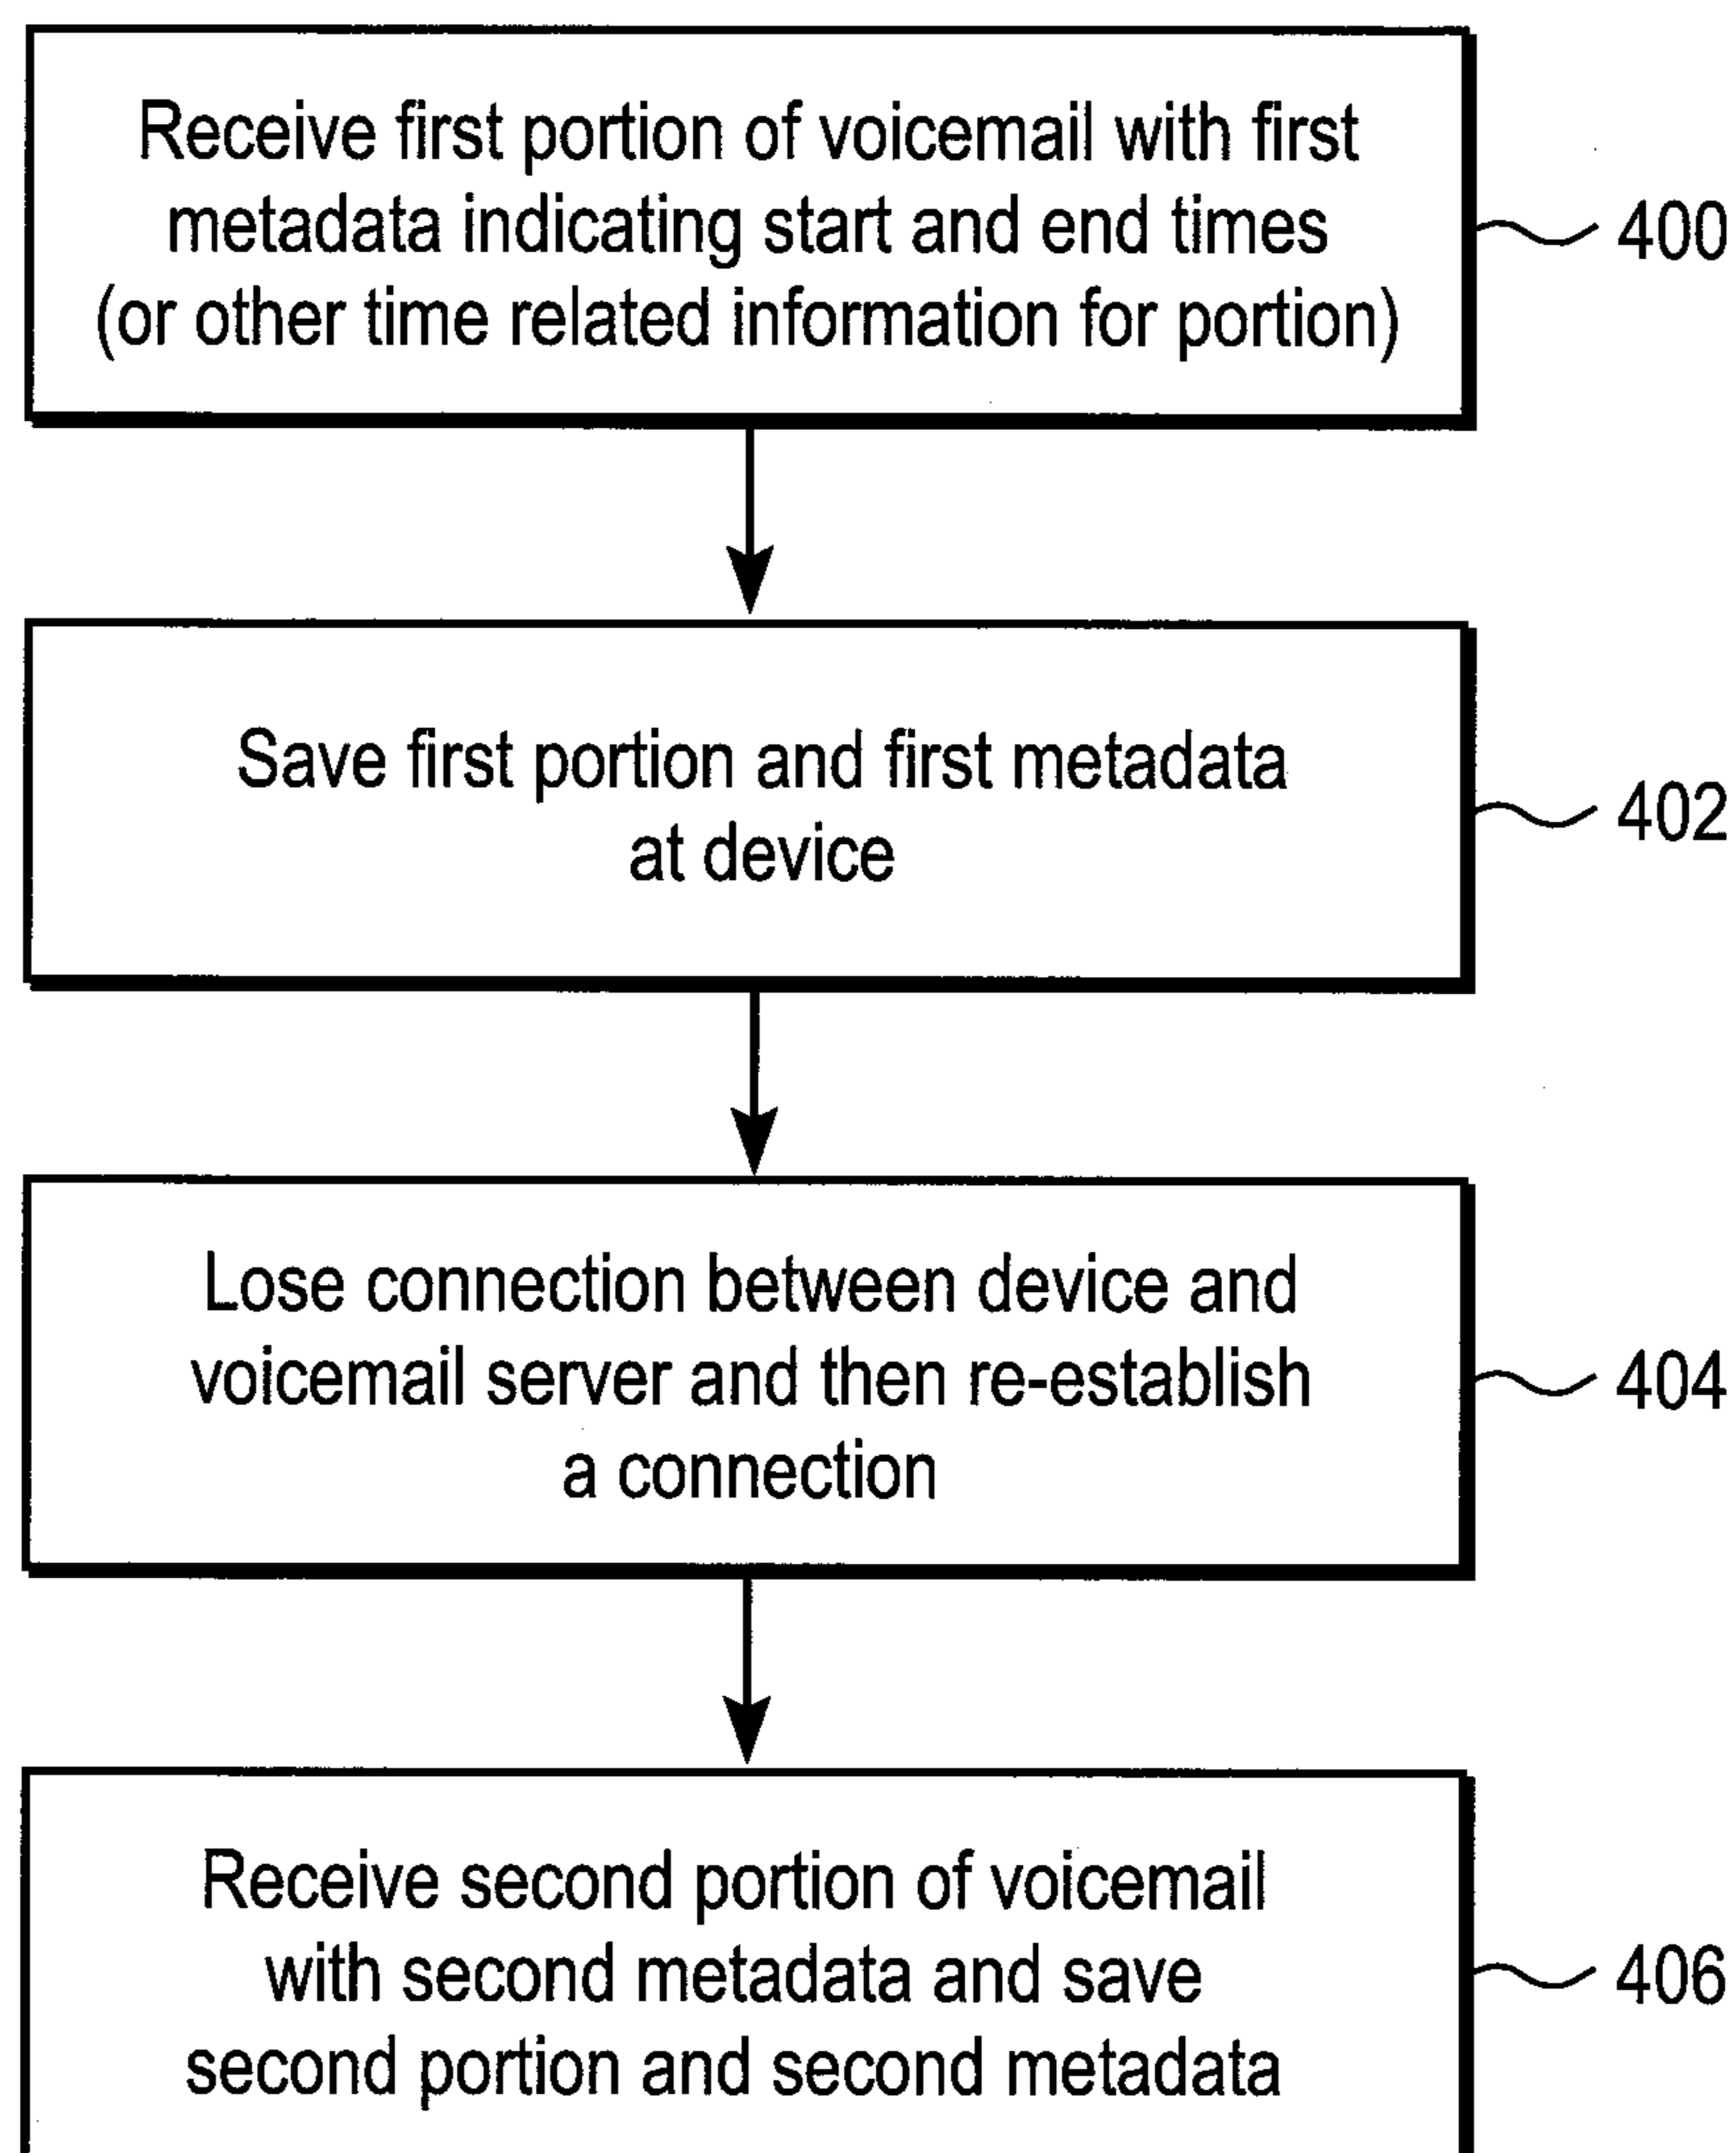 Receive first portion of voicemail with first
metadata indicating start and end times
(or other time related information for portion)
400
Save first portion and first metadata
at device
402
Lose connection between device and
voicemail server and then re-establish
a connection
404
Receive second portion of voicemail
with second metadata and save
second portion and second metadata
406